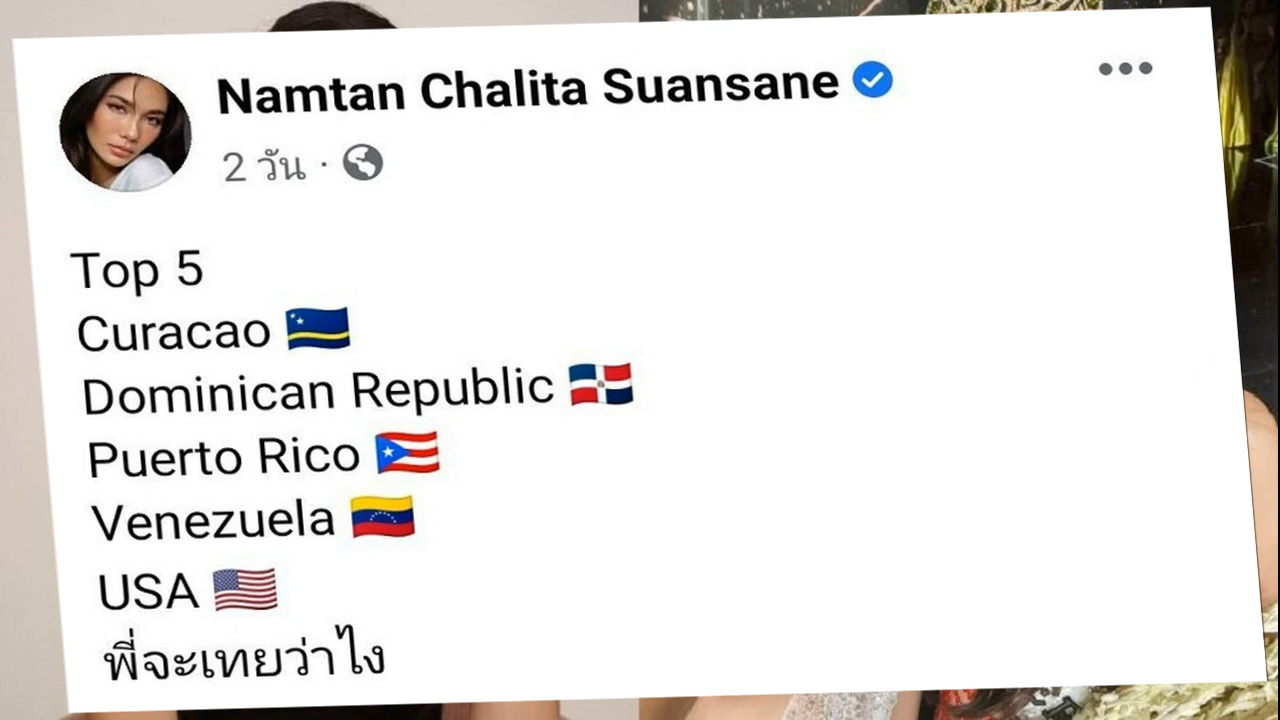 Namtan Chalita Suansane
2 วัน ·
Top 5
Curacao 🇨🇼
Dominican Republic 🇩🇴
Puerto Rico 🇵🇷
Venezuela 🇻🇪
USA 🇺🇸
พี่จะเทยว่าไง